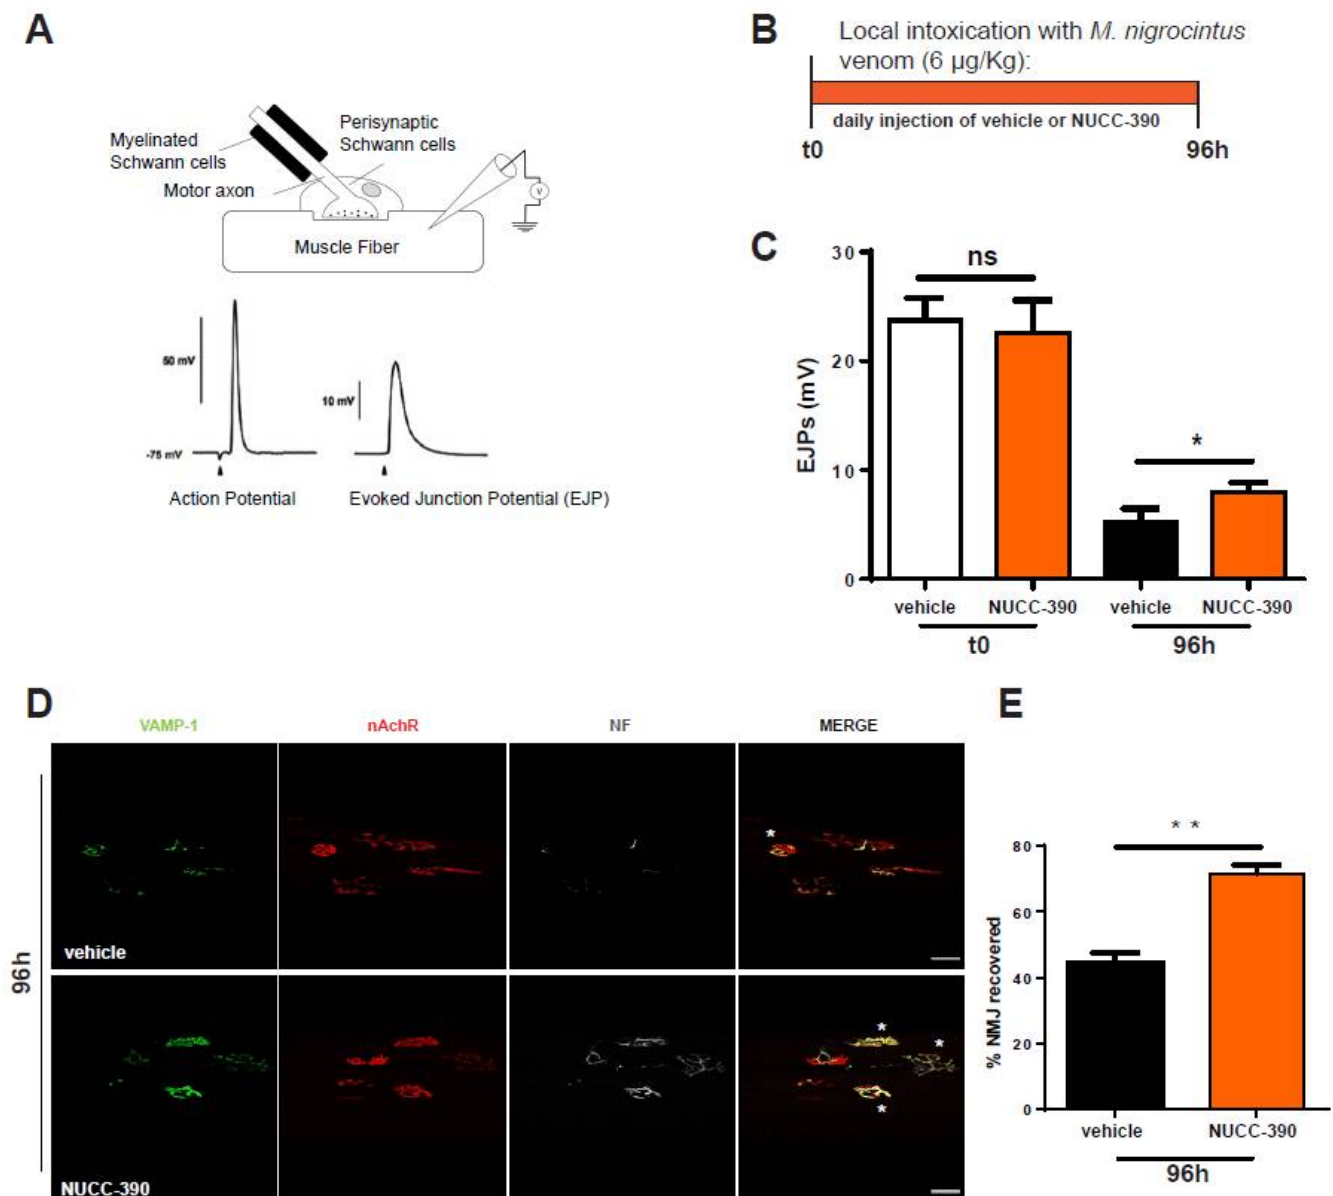 A
Myelinated
Schwann cells
Perisynaptic
Schwann cells
Motor axon
V
Muscle Fiber
50 mV
10 mV
-75 mV
Action Potential
Evoked Junction Potential (EJP)
B
Local intoxication with M. nigrocintus
venom (6 µg/Kg):
daily injection of vehicle or NUCC-390
t0
96h
C
EJPs (mV)
30
20
10
0
ns
*
vehicle
NUCC-390
vehicle
NUCC-390
t0
96h
D
VAMP-1
nAchR
NF
MERGE
96h
*
vehicle
*
*
*
NUCC-390
E
% NMJ recovered
80
60
40
20
0
* *
vehicle
NUCC-390
96h